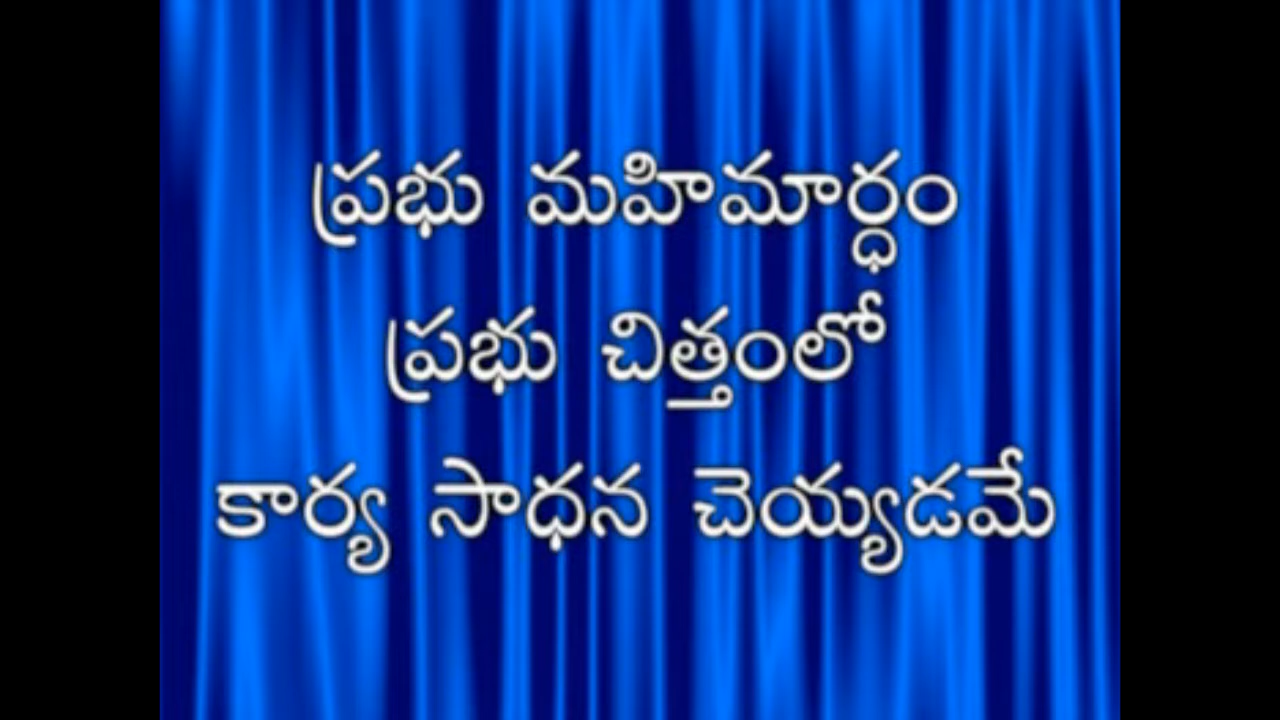 ప్రభు మహిమార్ధం
ప్రభు చిత్తంలో
కార్య సాధన చెయ్యడమే